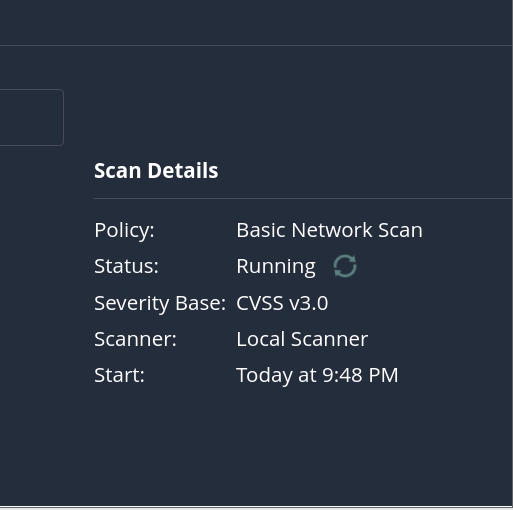 Scan Details
Policy: Basic Network Scan
Status: Running
Severity Base: CVSS v3.0
Scanner: Local Scanner
Start: Today at 9:48 PM